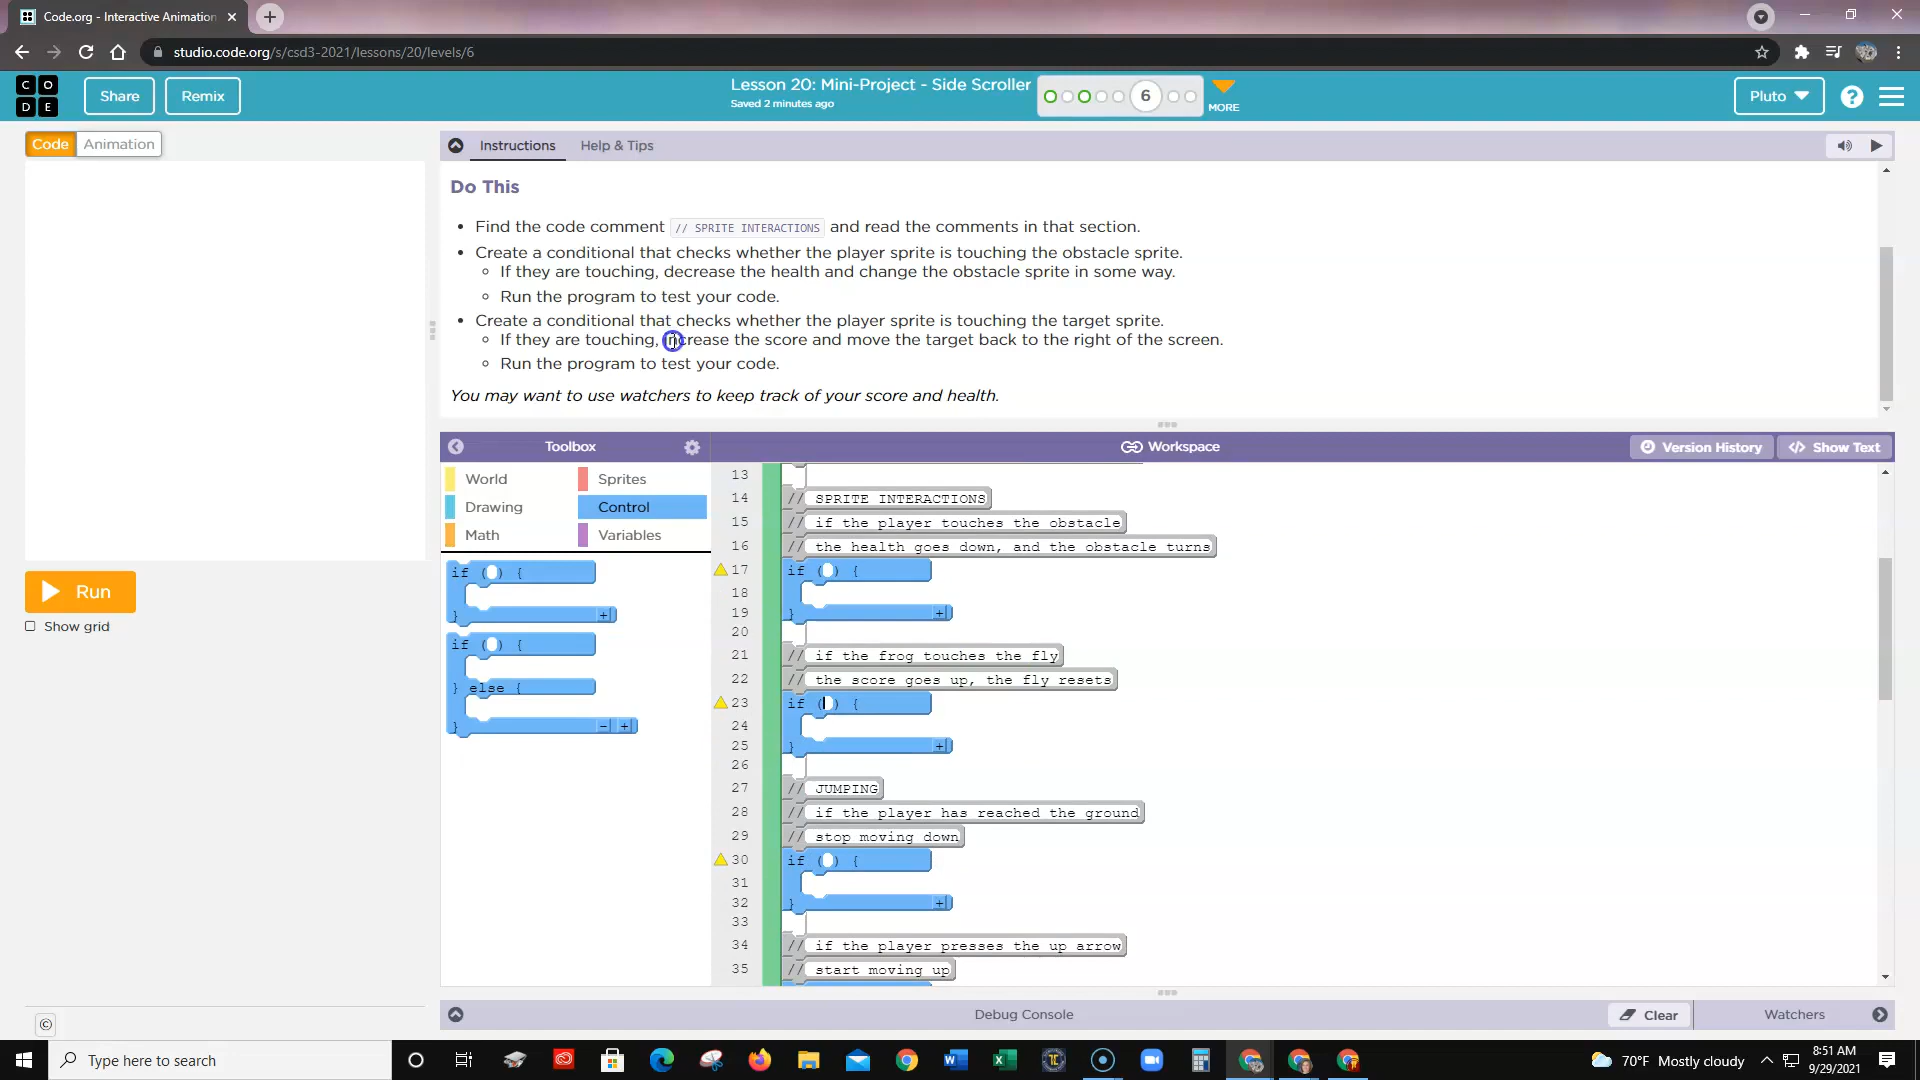 Code.org - Interactive Animation
studio.code.org/s/csd3-2021/lessons/20/levels/6
C O
D E
Share
Remix
Lesson 20: Mini-Project - Side Scroller
Saved 2 minutes ago
6
MORE
Pluto
?
Code
Animation
Instructions
Help & Tips
Do This
Find the code comment // SPRITE INTERACTIONS and read the comments in that section.
Create a conditional that checks whether the player sprite is touching the obstacle sprite.
If they are touching, decrease the health and change the obstacle sprite in some way.
Run the program to test your code.
Create a conditional that checks whether the player sprite is touching the target sprite.
If they are touching, increase the score and move the target back to the right of the screen.
Run the program to test your code.
You may want to use watchers to keep track of your score and health.
Toolbox
Workspace
Version History
</> Show Text
World
Sprites
Drawing
Control
Math
Variables
if ( ) {
}
+
if ( ) {
} else {
}
- +
Run
Show grid
13
14 // SPRITE INTERACTIONS
15 // if the player touches the obstacle
16 // the health goes down, and the obstacle turns
17 if ( ) {
18
19 } +
20
21 // if the frog touches the fly
22 // the score goes up, the fly resets
23 if ( ) {
24
25 } +
26
27 // JUMPING
28 // if the player has reached the ground
29 // stop moving down
30 if ( ) {
31
32 } +
33
34 // if the player presses the up arrow
35 // start moving up
©
Debug Console
Clear
Watchers
Type here to search
70°F Mostly cloudy
8:51 AM
9/29/2021